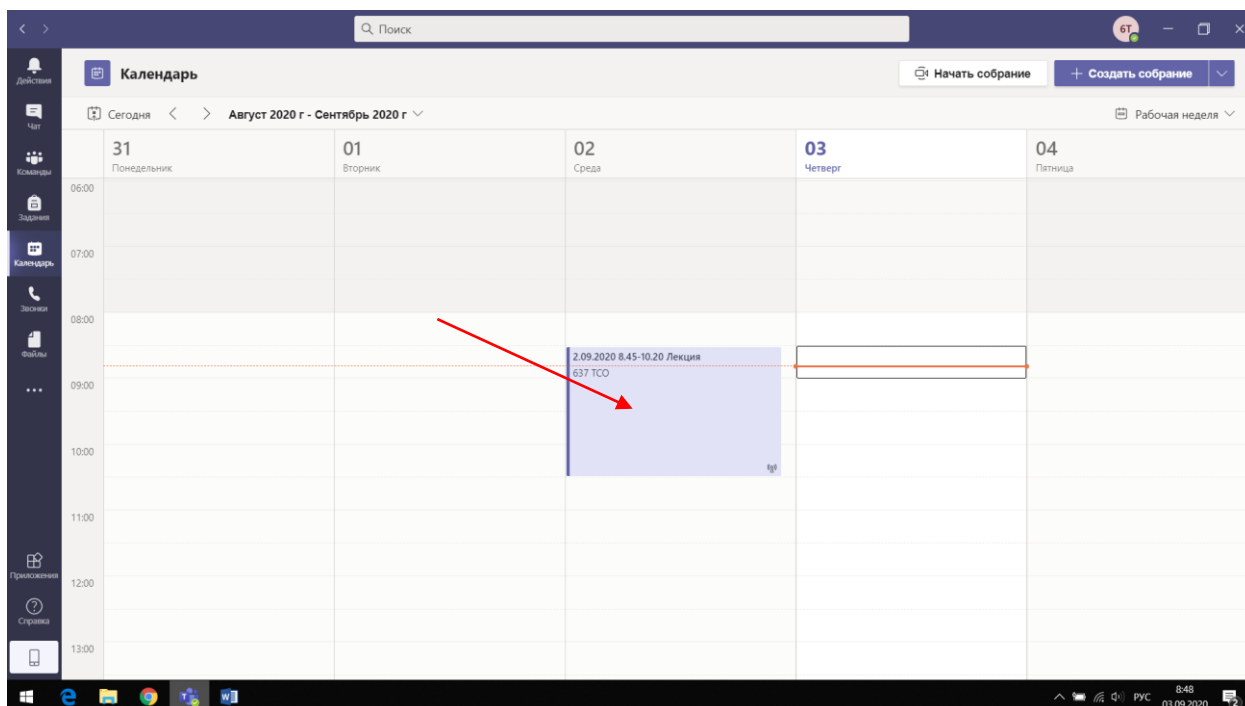 Поиск
6Т
Действия
Чат
Команды
Задания
Календарь
Звонки
Файлы
Приложения
Справка
Календарь
Начать собрание
+ Создать собрание
Сегодня
Август 2020 г - Сентябрь 2020 г
Рабочая неделя
31
Понедельник
01
Вторник
02
Среда
03
Четверг
04
Пятница
06:00
07:00
08:00
09:00
10:00
11:00
12:00
13:00
2.09.2020 8.45-10.20 Лекция
637 ТСО
РУС
8:48
03.09.2020
2